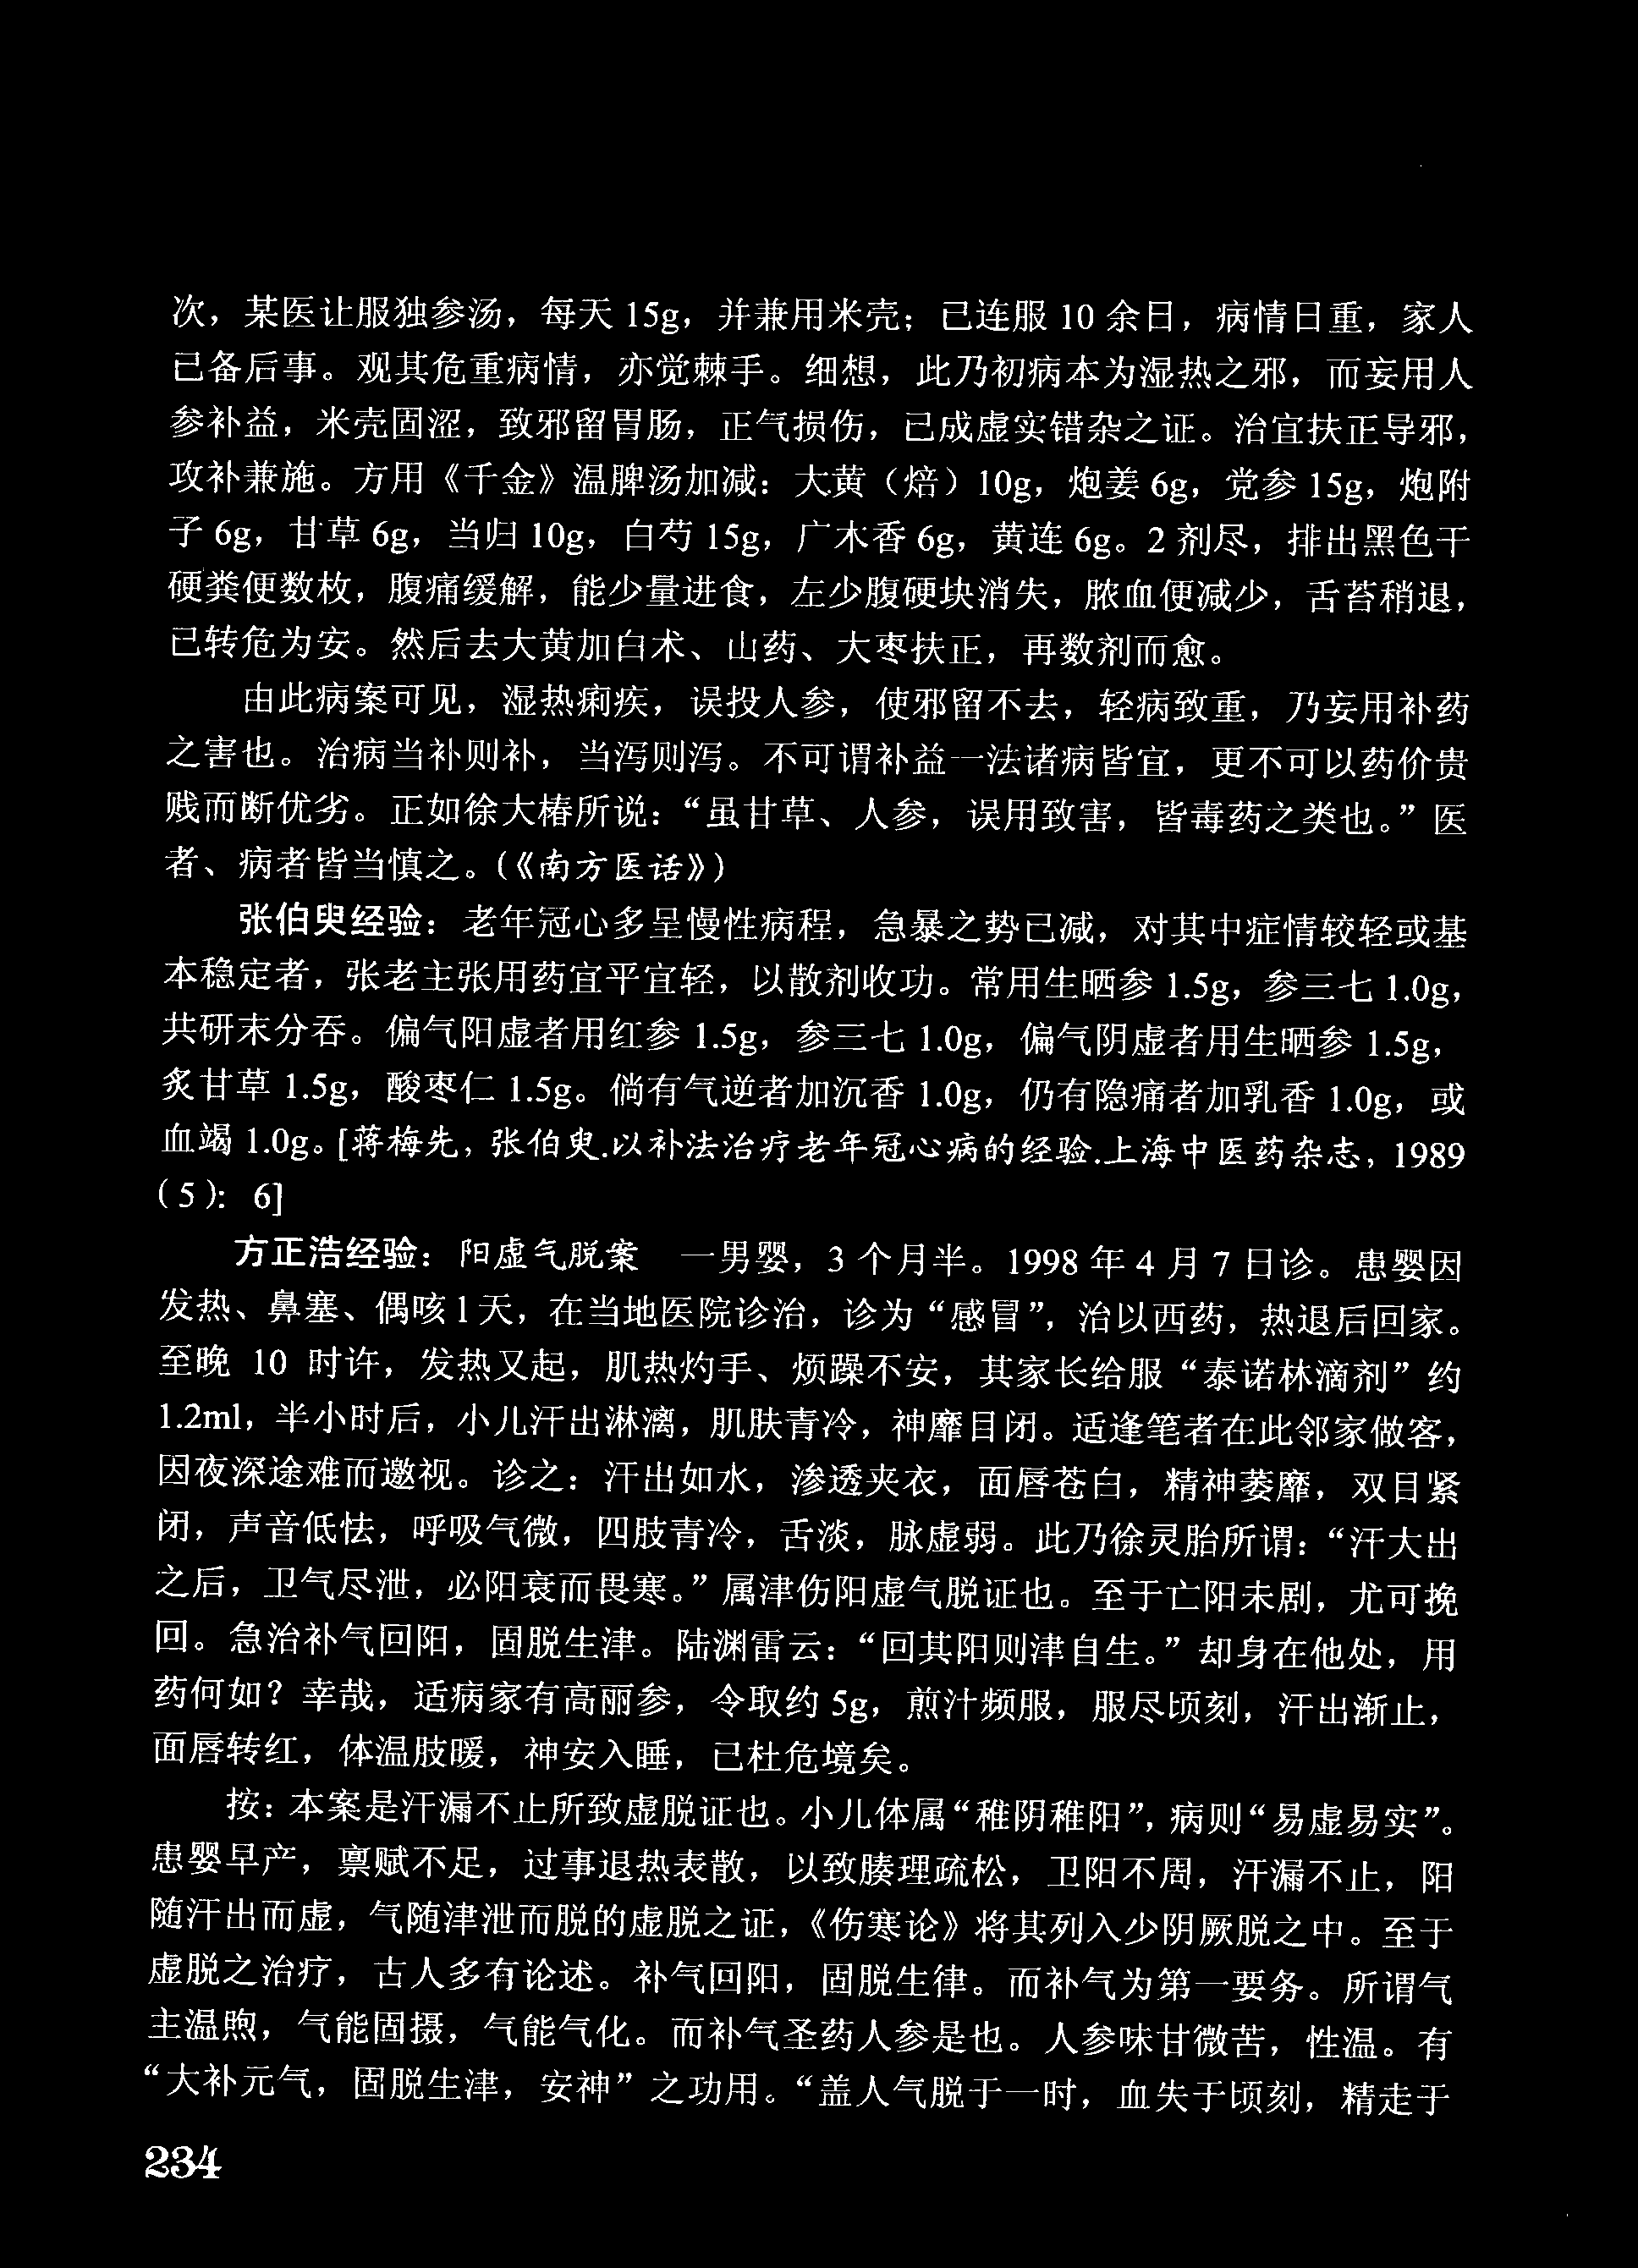 次，某医让服独参汤，每天 15g，并兼用米壳；已连服 10 余日，病情日重，家人
已备后事。观其危重病情，亦觉棘手。细想，此乃初病本为湿热之邪，而妄用人
参补益，米壳固涩，致邪留胃肠，正气损伤，已成虚实错杂之证。治宜扶正导邪，
攻补兼施。方用《千金》温脾汤加减：大黄（焙）10g，炮姜 6g，党参 15g，炮附
子 6g，甘草 6g，当归 10g，白芍 15g，广木香 6g，黄连 6g。2 剂尽，排出黑色干
硬粪便数枚，腹痛缓解，能少量进食，左少腹硬块消失，脓血便减少，舌苔稍退，
已转危为安。然后去大黄加白术、山药、大枣扶正，再数剂而愈。
由此病案可见，湿热痢疾，误投人参，使邪留不去，轻病致重，乃妄用补药
之害也。治病当补则补，当泻则泻。不可谓补益一法诸病皆宜，更不可以药价贵
贱而断优劣。正如徐大椿所说：“虽甘草、人参，误用致害，皆毒药之类也。”医
者、病者皆当慎之。(《南方医话》)
张伯臾经验：老年冠心多呈慢性病程，急暴之势已减，对其中症情较轻或基
本稳定者，张老主张用药宜平宜轻，以散剂收功。常用生晒参 1.5g，参三七 1.0g，
共研末分吞。偏气阳虚者用红参 1.5g，参三七 1.0g，偏气阴虚者用生晒参 1.5g，
炙甘草 1.5g，酸枣仁 1.5g。倘有气逆者加沉香 1.0g，仍有隐痛者加乳香 1.0g，或
血竭 1.0g。[蒋梅先，张伯臾.以补法治疗老年冠心病的经验.上海中医药杂志，1989
(5)：6]
方正浩经验：阳虚气脱案　一男婴，3 个月半。1998 年 4 月 7 日诊。患婴因
发热、鼻塞、偶咳 1 天，在当地医院诊治，诊为“感冒”，治以西药，热退后回家。
至晚 10 时许，发热又起，肌热灼手、烦躁不安，其家长给服“泰诺林滴剂”约
1.2ml，半小时后，小儿汗出淋漓，肌肤青冷，神靡目闭。适逢笔者在此邻家做客，
因夜深途难而邀视。诊之：汗出如水，渗透夹衣，面唇苍白，精神萎靡，双目紧
闭，声音低怯，呼吸气微，四肢青冷，舌淡，脉虚弱。此乃徐灵胎所谓：“汗大出
之后，卫气尽泄，必阳衰而畏寒。”属津伤阳虚气脱证也。至于亡阳未剧，尤可挽
回。急治补气回阳，固脱生津。陆渊雷云：“回其阳则津自生。”却身在他处，用
药何如？幸哉，适病家有高丽参，令取约 5g，煎汁频服，服尽顷刻，汗出渐止，
面唇转红，体温肢暖，神安入睡，已杜危境矣。
按：本案是汗漏不止所致虚脱证也。小儿体属“稚阴稚阳”，病则“易虚易实”。
患婴早产，禀赋不足，过事退热表散，以致腠理疏松，卫阳不周，汗漏不止，阳
随汗出而虚，气随津泄而脱的虚脱之证，《伤寒论》将其列入少阴厥脱之中。至于
虚脱之治疗，古人多有论述。补气回阳，固脱生律。而补气为第一要务。所谓气
主温煦，气能固摄，气能气化。而补气圣药人参是也。人参味甘微苦，性温。有
“大补元气，固脱生津，安神”之功用。“盖人气脱于一时，血失于顷刻，精走于
234